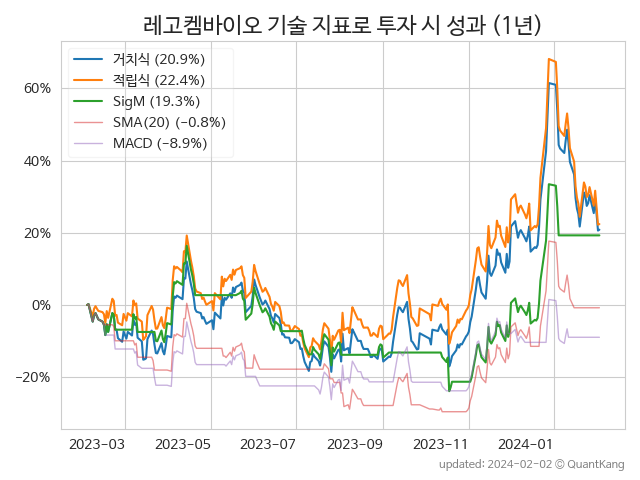 레고켐바이오 기술 지표로 투자 시 성과 (1년)
거치식 (20.9%)
적립식 (22.4%)
SigM (19.3%)
SMA(20) (−0.8%)
MACD (−8.9%)
60%
40%
20%
0%
−20%
2023−03 2023−05 2023−07 2023−09 2023−11 2024−01
updated: 2024-02-02 © QuantKang